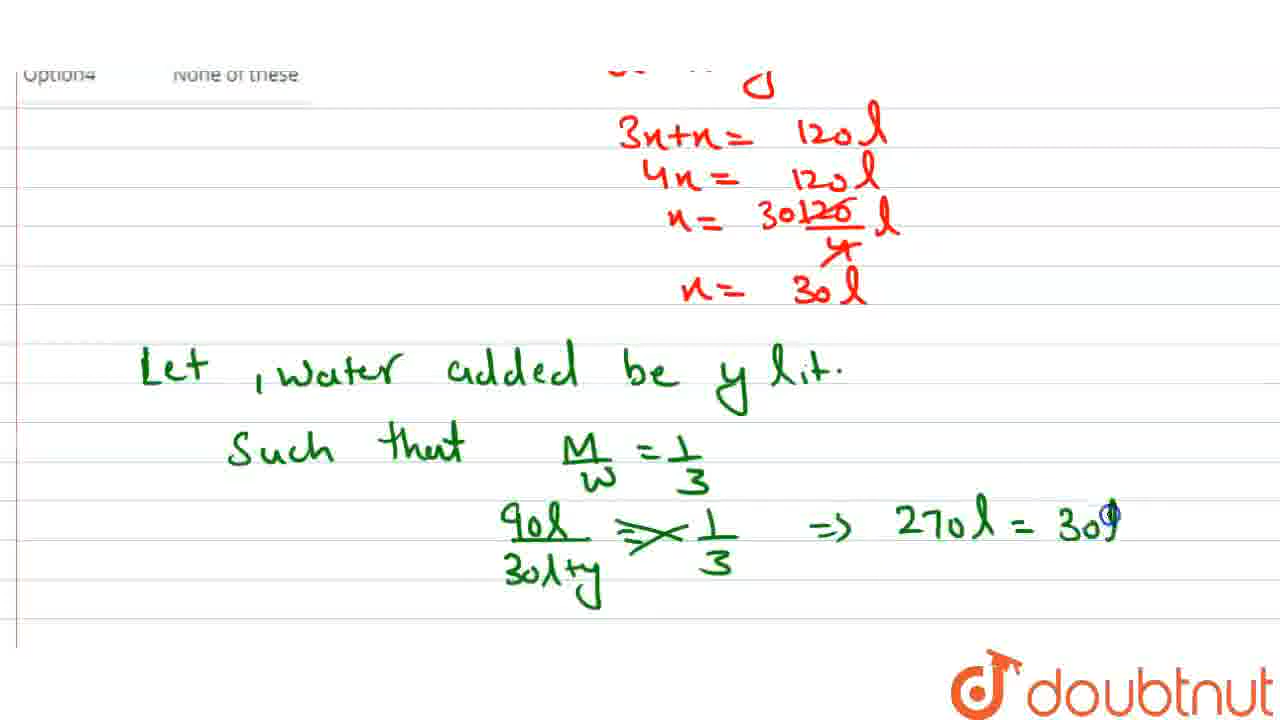 Option4 None of these
y
3x+x= 120l
4x= 120l
x= 30 120/4 l
x= 30l
Let , water added be y lit.
Such that M/W = 1/3
90l/30l+y = 1/3 => 270l = 30l
doubtnut